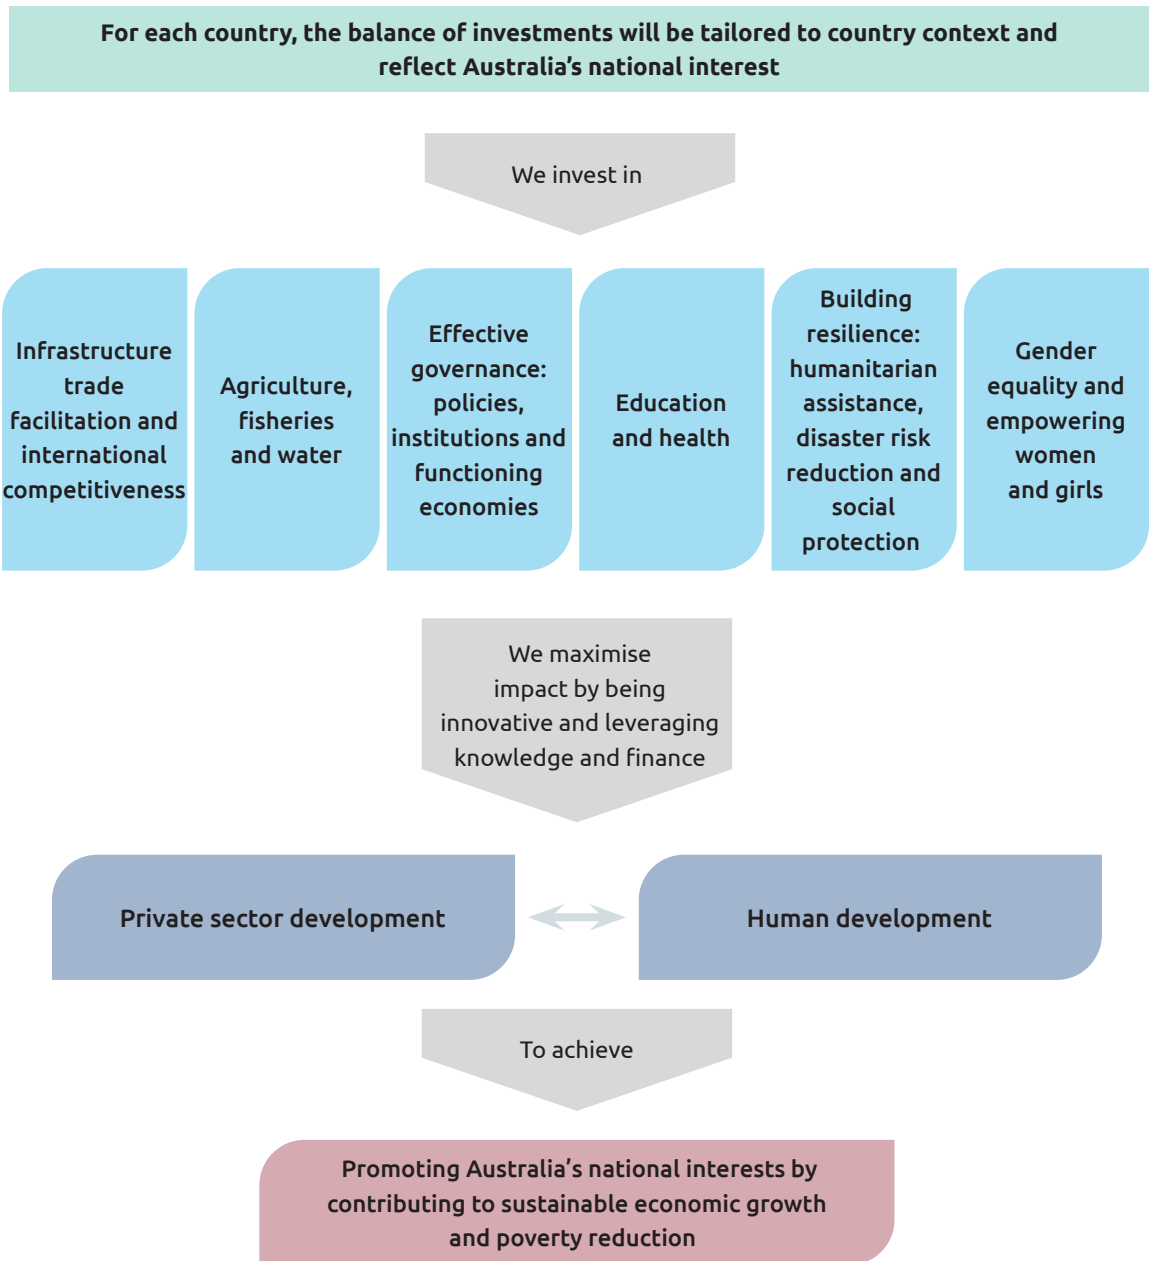 For each country, the balance of investments will be tailored to country context and
reflect Australia’s national interest
We invest in
Infrastructure
trade
facilitation and
international
competitiveness
Agriculture,
fisheries
and water
Effective
governance:
policies,
institutions and
functioning
economies
Education
and health
Building
resilience:
humanitarian
assistance,
disaster risk
reduction and
social
protection
Gender
equality and
empowering
women
and girls
We maximise
impact by being
innovative and leveraging
knowledge and finance
Private sector development
Human development
To achieve
Promoting Australia’s national interests by
contributing to sustainable economic growth
and poverty reduction